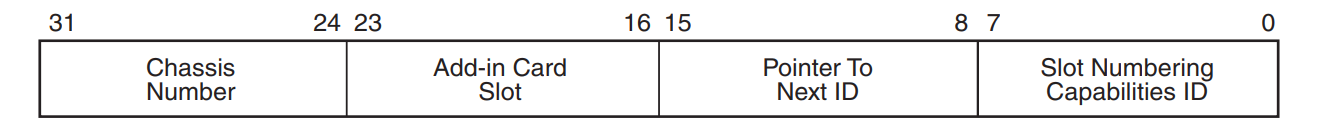 31 24 23 16 15 8 7 0
Chassis Add-in Card Pointer To Slot Numbering
Number Slot Next ID Capabilities ID